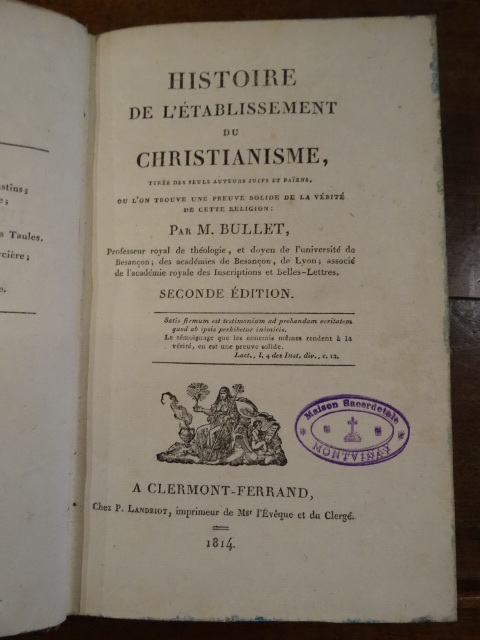 HISTOIRE
DE L'ÉTABLISSEMENT
DU
CHRISTIANISME,
TIRÉE DES SEULS AUTEURS JUIFS ET PAÏENS,
OU L'ON TROUVE UNE PREUVE SOLIDE DE LA VÉRITÉ
DE CETTE RELIGION:
PAR M. BULLET,
Professeur royal de théologie, et doyen de l'université de
Besançon; des académies de Besançon, de Lyon; associé
de l'académie royale des Inscriptions et Belles-Lettres.
SECONDE ÉDITION.
Satis firmum est testimonium ad probandam veritatem
quod ab ipsis perhibetur inimicis.
Le témoignage que les ennemis mêmes rendent à la
vérité, en est une preuve solide.
Lact., l, 4 des Inst. div., c. 12.
Maison Sacerdotale
MONTVINAY
A CLERMONT-FERRAND,
Chez P. LANDRIOT, imprimeur de Mgr l'Évêque et du Clergé.
1814.
stins;
e;
s Taules.
rcière;
e.